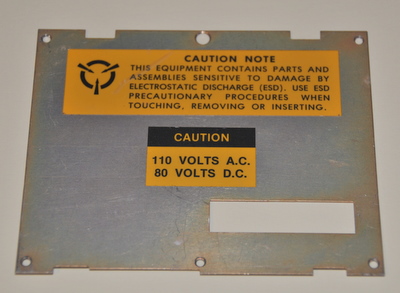 CAUTION NOTE
THIS EQUIPMENT CONTAINS PARTS AND
ASSEMBLIES SENSITIVE TO DAMAGE BY
ELECTROSTATIC DISCHARGE (ESD). USE ESD
PRECAUTIONARY PROCEDURES WHEN
TOUCHING, REMOVING OR INSERTING.
CAUTION
110 VOLTS A.C.
80 VOLTS D.C.